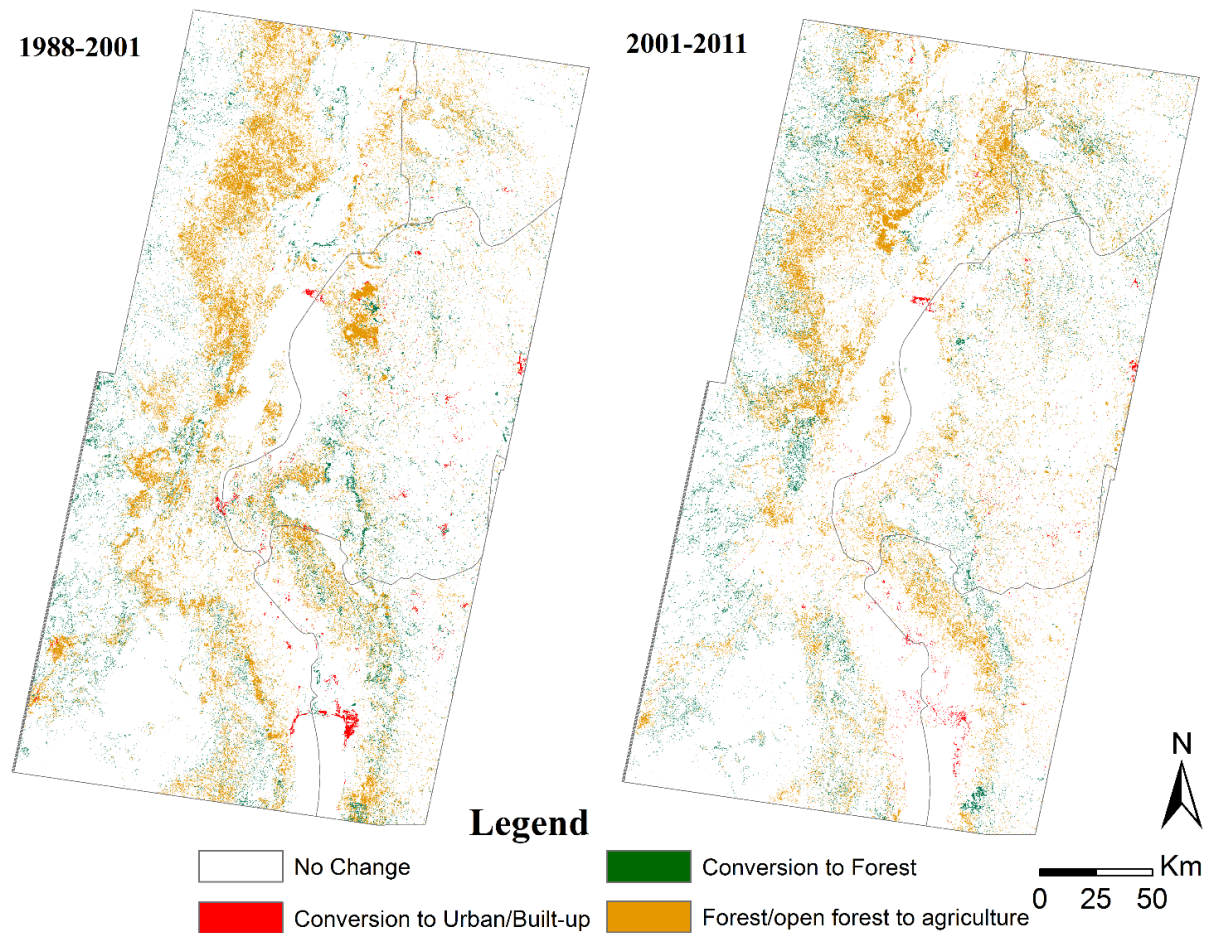 1988-2001
2001-2011
N
Legend
No Change
Conversion to Forest
Km
0 25 50
Conversion to Urban/Built-up
Forest/open forest to agriculture